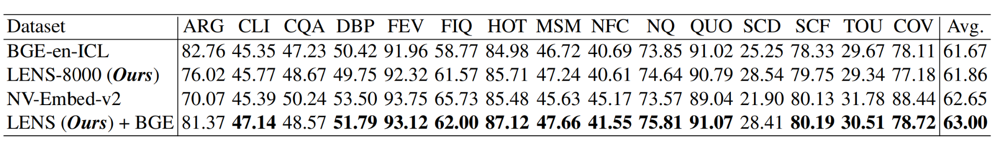 Dataset ARG CLI CQA DBP FEV FIQ HOT MSM NFC NQ QUO SCD SCF TOU COV Avg.
BGE-en-ICL 82.76 45.35 47.23 50.42 91.96 58.77 84.98 46.72 40.69 73.85 91.02 25.25 78.33 29.67 78.11 61.67
LENS-8000 (Ours) 76.02 45.77 48.67 49.75 92.32 61.57 85.71 47.24 40.61 74.64 90.79 28.54 79.75 29.34 77.18 61.86
NV-Embed-v2 70.07 45.39 50.24 53.50 93.75 65.73 85.48 45.63 45.17 73.57 89.04 21.90 80.13 31.78 88.44 62.65
LENS (Ours) + BGE 81.37 47.14 48.57 51.79 93.12 62.00 87.12 47.66 41.55 75.81 91.07 28.41 80.19 30.51 78.72 63.00